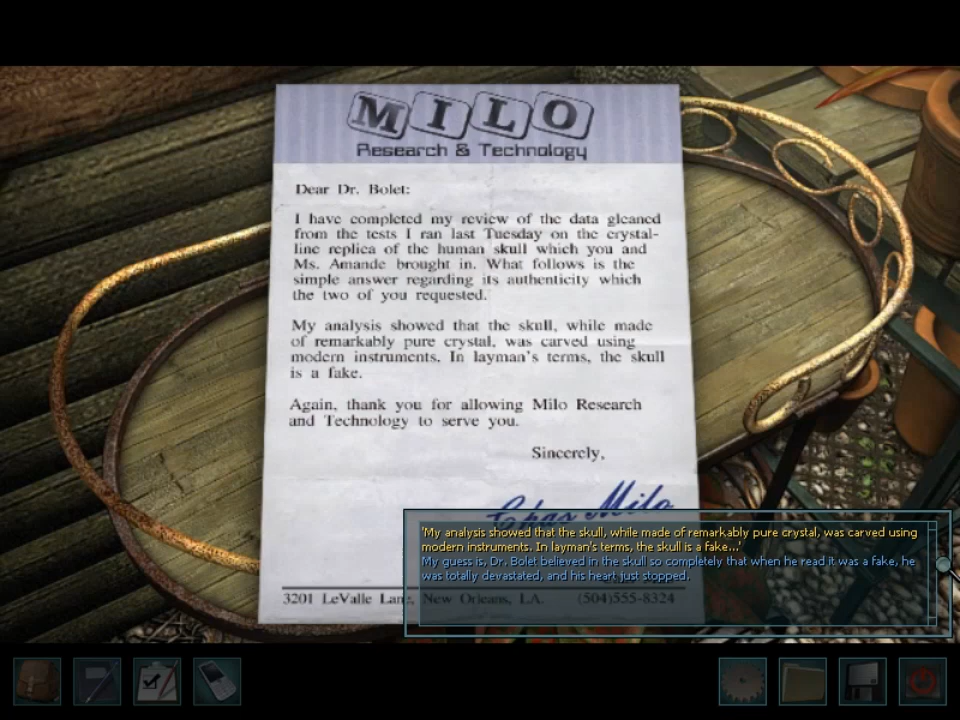 MILO
Research & Technology
Dear Dr. Bolet:
I have completed my review of the data gleaned
from the tests I ran last Tuesday on the crystal-
line replica of the human skull which you and
Ms. Amande brought in. What follows is the
simple answer regarding its authenticity which
the two of you requested.
My analysis showed that the skull, while made
of remarkably pure crystal, was carved using
modern instruments. In layman's terms, the skull
is a fake.
Again, thank you for allowing Milo Research
and Technology to serve you.
Sincerely,
Chas Milo
'My analysis showed that the skull, while made of remarkably pure crystal, was carved using
modern instruments. In layman's terms, the skull is a fake...'
My guess is, Dr. Bolet believed in the skull so completely that when he read it was a fake, he
was totally devastated, and his heart just stopped.
3201 LeValle Lane, New Orleans, LA. (504)555-8324